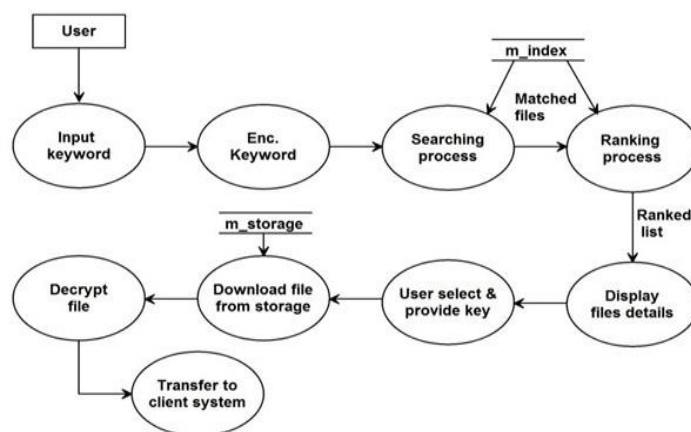 User
m_index
Input
keyword
Enc.
Keyword
Searching
process
Matched
files
Ranking
process
Ranked
list
m_storage
Decrypt
file
Download file
from storage
User select &
provide key
Display
files details
Transfer to
client system